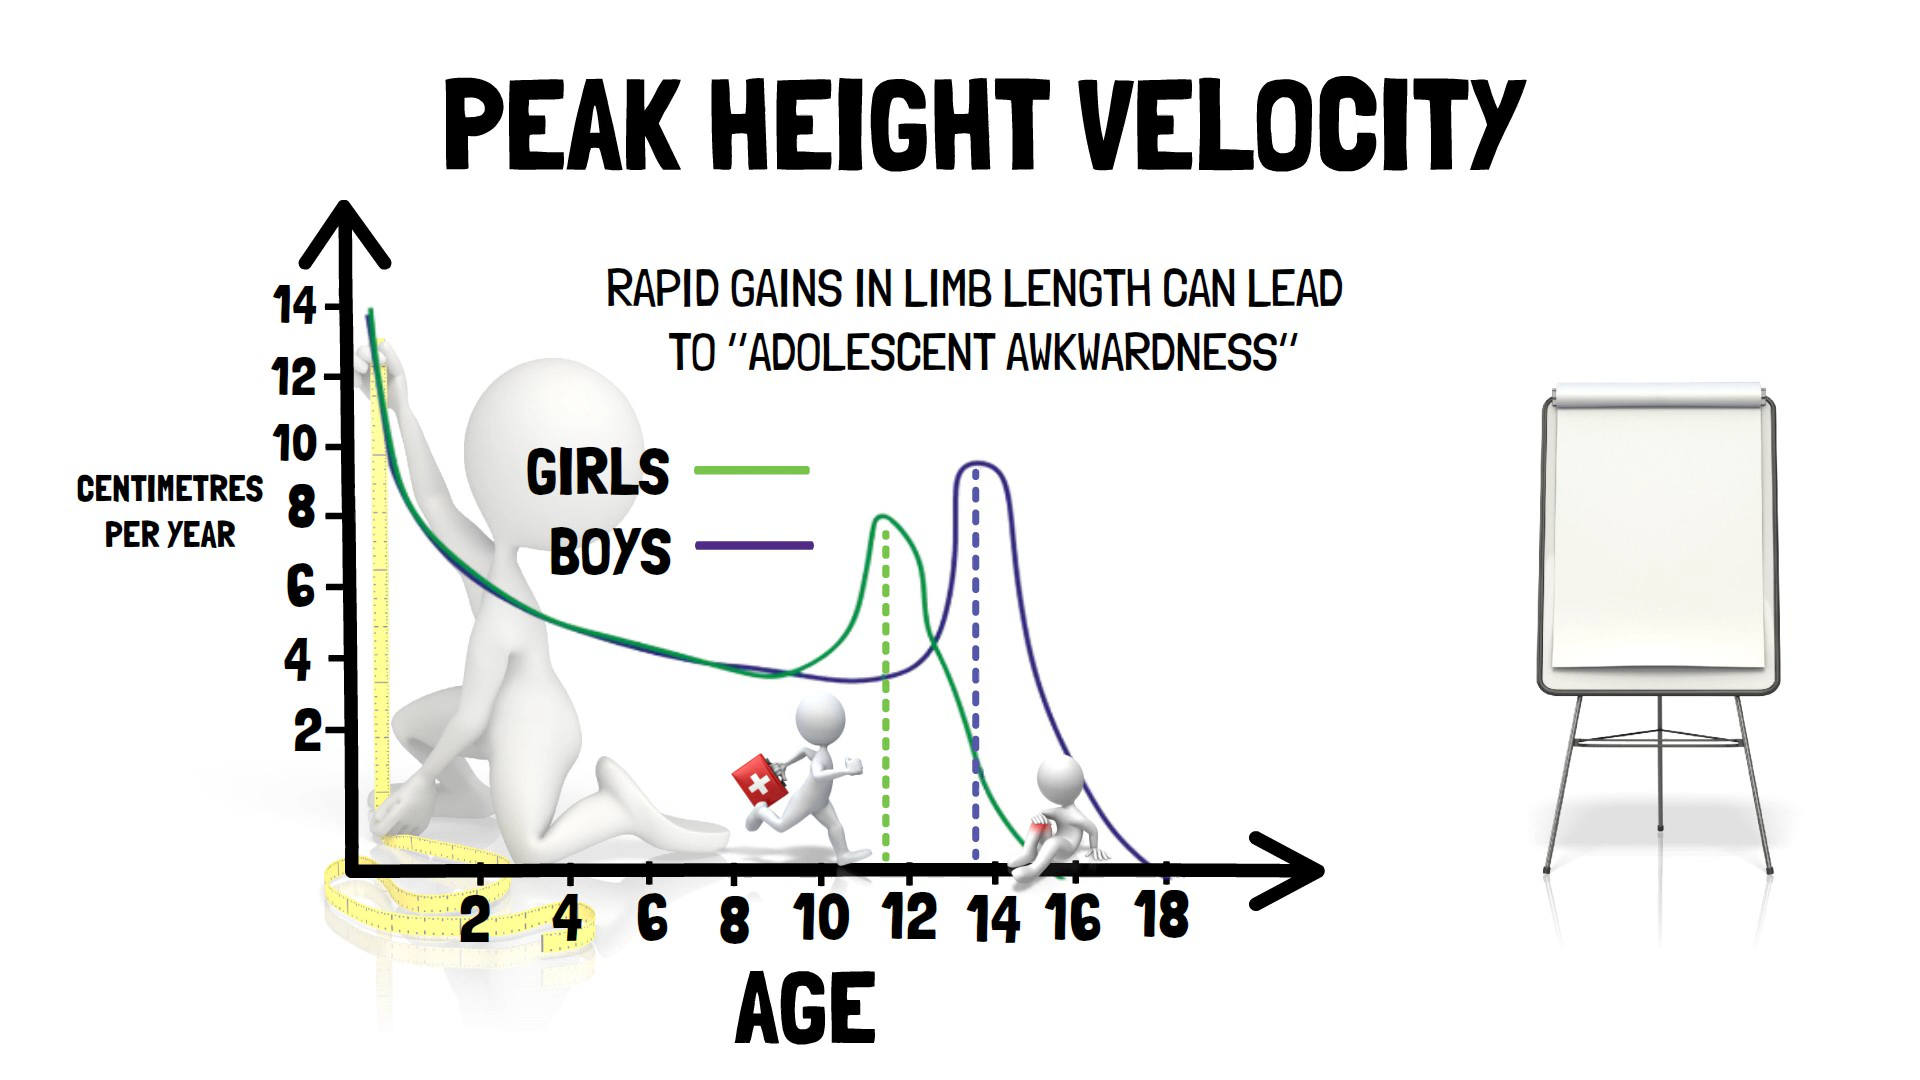 PEAK HEIGHT VELOCITY
RAPID GAINS IN LIMB LENGTH CAN LEAD
TO "ADOLESCENT AWKWARDNESS"
14
12
10
8
6
4
2
CENTIMETRES
PER YEAR
GIRLS
BOYS
2 4 6 8 10 12 14 16 18
AGE